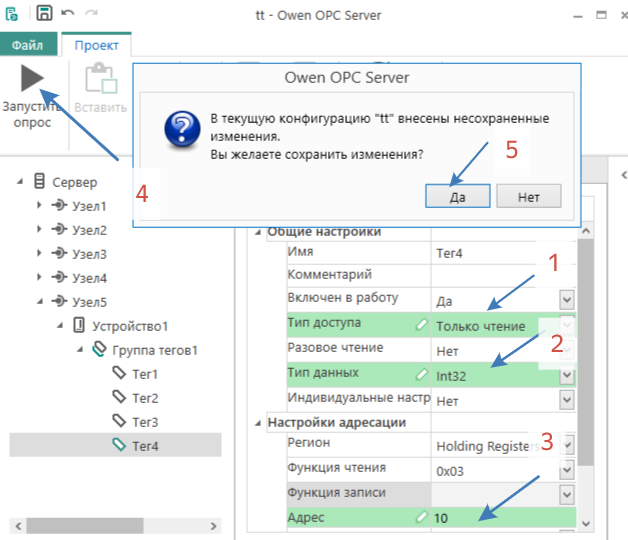 tt - Owen OPC Server
Файл Проект
Запустить опрос
Вставить
Owen OPC Server
В текущую конфигурацию "tt" внесены несохраненные
изменения.
Вы желаете сохранить изменения?
5
Да Нет
4
Сервер
Узел1
Узел2
Узел3
Узел4
Узел5
Устройство1
Группа тегов1
Тег1
Тег2
Тег3
Тег4
Общие настройки
Имя Тег4
Комментарий
1
Включен в работу Да
Тип доступа Только чтение
2
Разовое чтение Нет
Тип данных Int32
Индивидуальные настр Нет
Настройки адресации
3
Регион Holding Registers
Функция чтения 0x03
Функция записи
Адрес 10